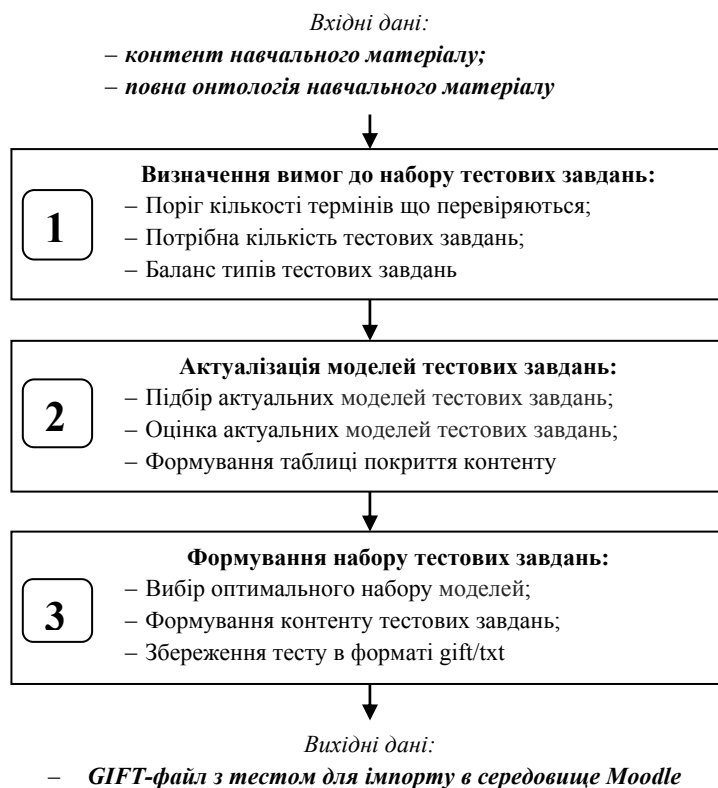 Вхідні дані:
– контент навчального матеріалу;
– повна онтологія навчального матеріалу
Визначення вимог до набору тестових завдань:
1
– Поріг кількості термінів що перевіряються;
– Потрібна кількість тестових завдань;
– Баланс типів тестових завдань
Актуалізація моделей тестових завдань:
2
– Підбір актуальних моделей тестових завдань;
– Оцінка актуальних моделей тестових завдань;
– Формування таблиці покриття контенту
Формування набору тестових завдань:
3
– Вибір оптимального набору моделей;
– Формування контенту тестових завдань;
– Збереження тесту в форматі gift/txt
Вихідні дані:
– GIFT-файл з тестом для імпорту в середовище Moodle